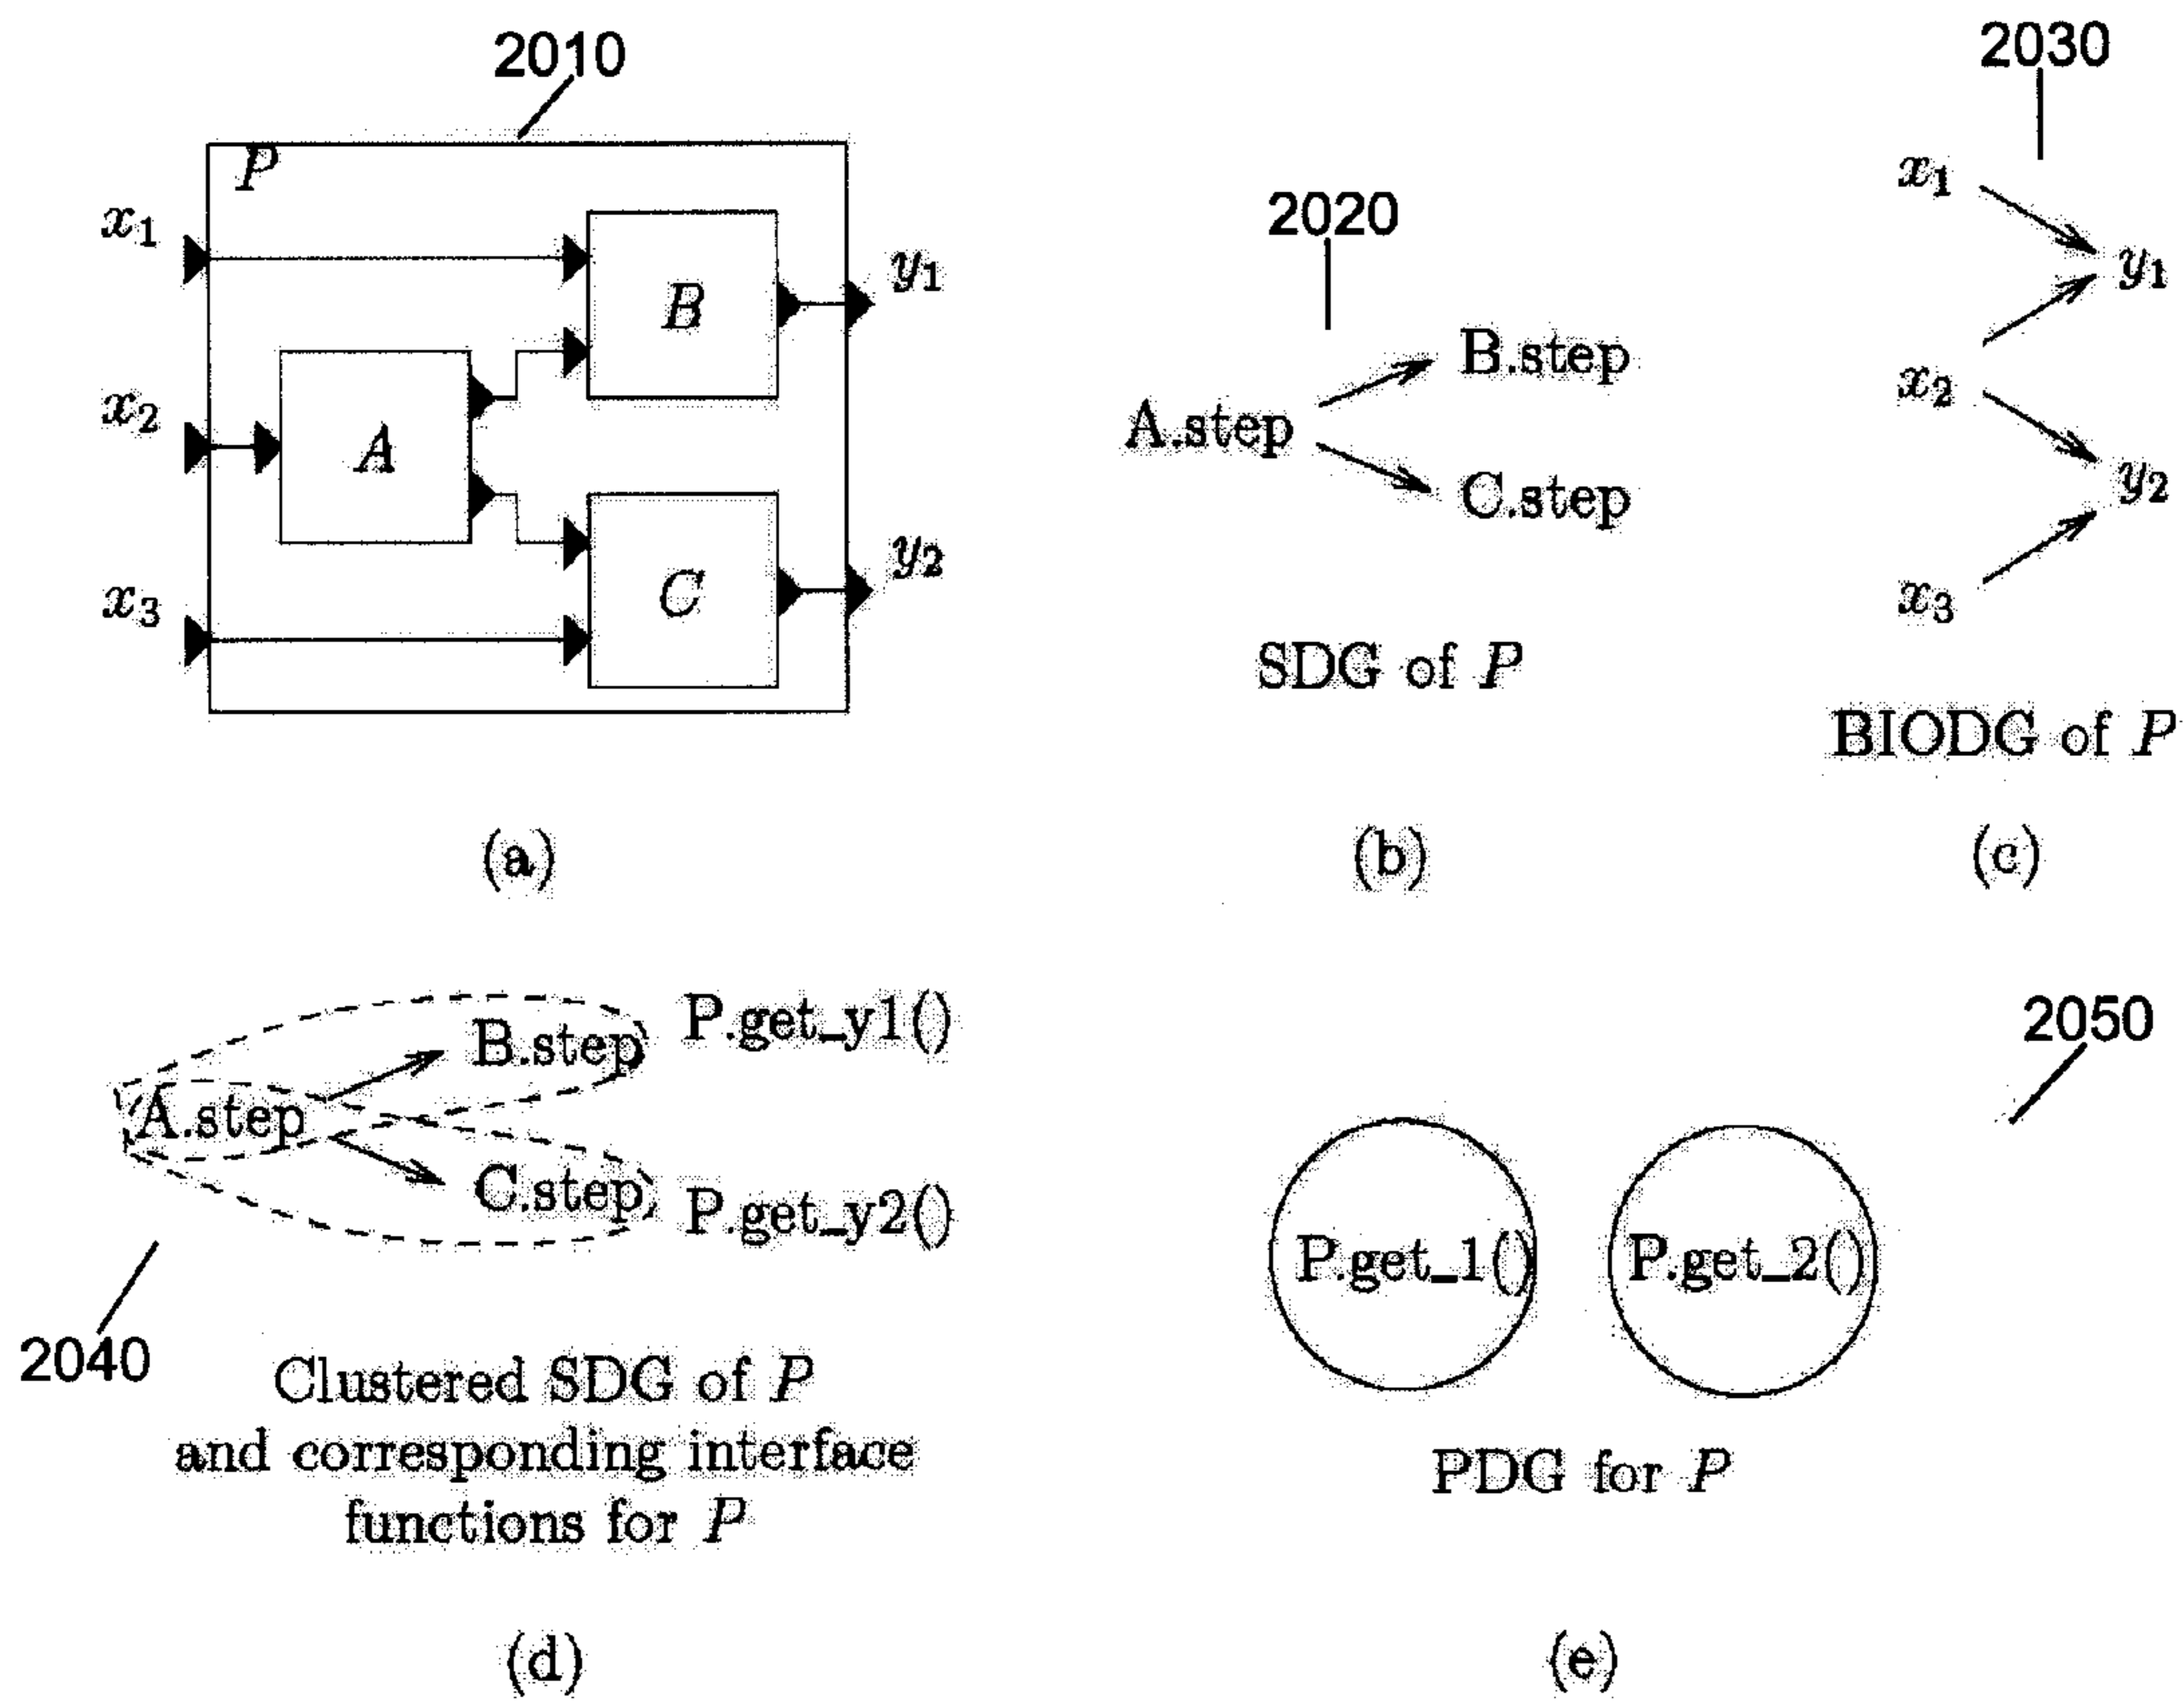 2010
P
x1
x2
x3
A
B
C
y1
y2
(a)
2020
A.step
B.step
C.step
SDG of P
(b)
2030
x1
x2
x3
y1
y2
BIODG of P
(c)
A.step
B.step
C.step
P.get_y1()
P.get_y2()
2040
Clustered SDG of P
and corresponding interface
functions for P
(d)
2050
P.get_1()
P.get_2()
PDG for P
(e)